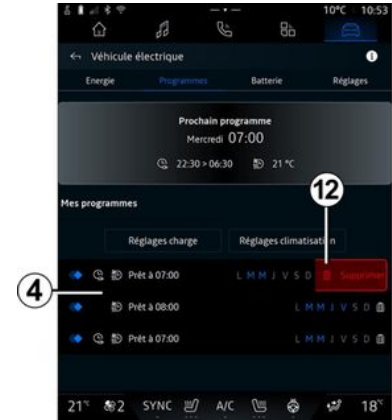 10°C 10:53
Véhicule électrique
Energie Programmes Batterie Réglages
Prochain programme
Mercredi 07:00
22:30 > 06:30 21 °C
Mes programmes
12
Réglages charge Réglages climatisation
Prêt à 07:00 L M M J V S D Supprimer
4
Prêt à 08:00 L M M J V S D
Prêt à 07:00 L M M J V S D
21° 2 SYNC A/C 18°